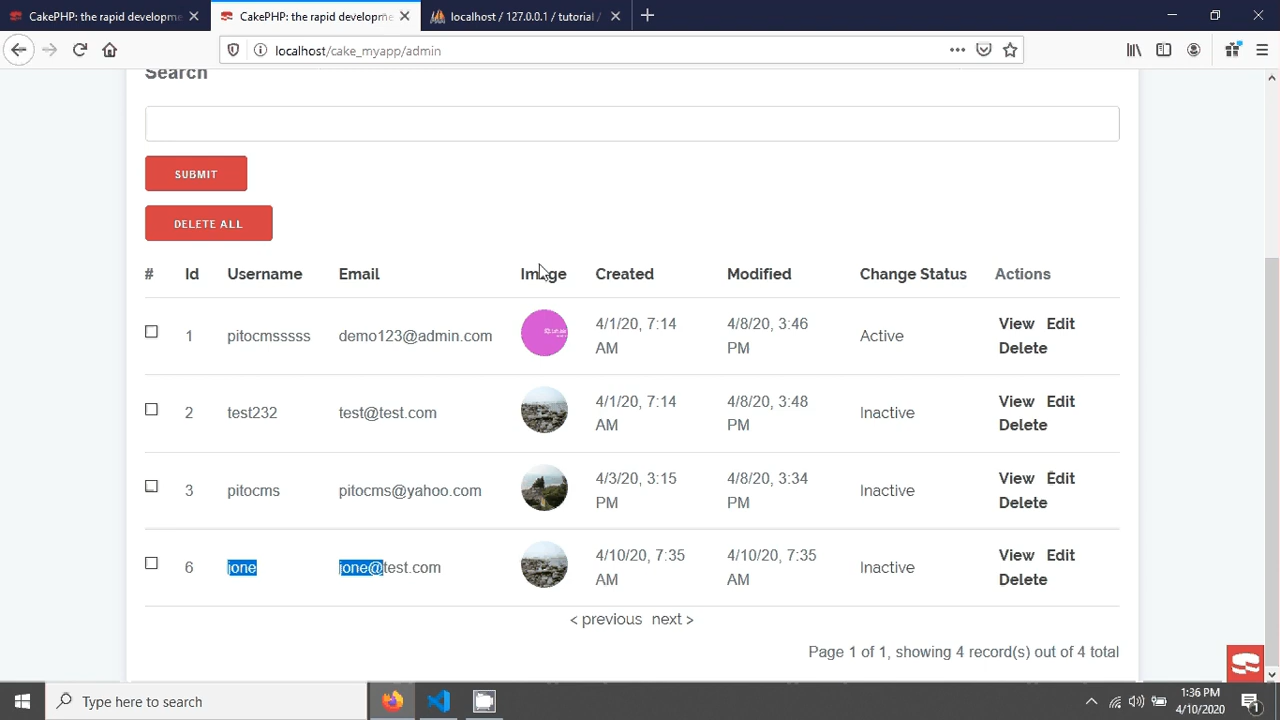 CakePHP: the rapid developme
CakePHP: the rapid developme
localhost / 127.0.0.1 / tutorial /
localhost/cake_myapp/admin
Search
SUBMIT
DELETE ALL
# Id Username Email Image Created Modified Change Status Actions
1 pitocmsssss demo123@admin.com 4/1/20, 7:14 4/8/20, 3:46 Active View Edit
AM PM Delete
2 test232 test@test.com 4/1/20, 7:14 4/8/20, 3:48 Inactive View Edit
AM PM Delete
3 pitocms pitocms@yahoo.com 4/3/20, 3:15 4/8/20, 3:34 Inactive View Edit
PM PM Delete
6 jone jone@test.com 4/10/20, 7:35 4/10/20, 7:35 Inactive View Edit
AM AM Delete
< previous next >
Page 1 of 1, showing 4 record(s) out of 4 total
Type here to search
1:36 PM
4/10/2020
1